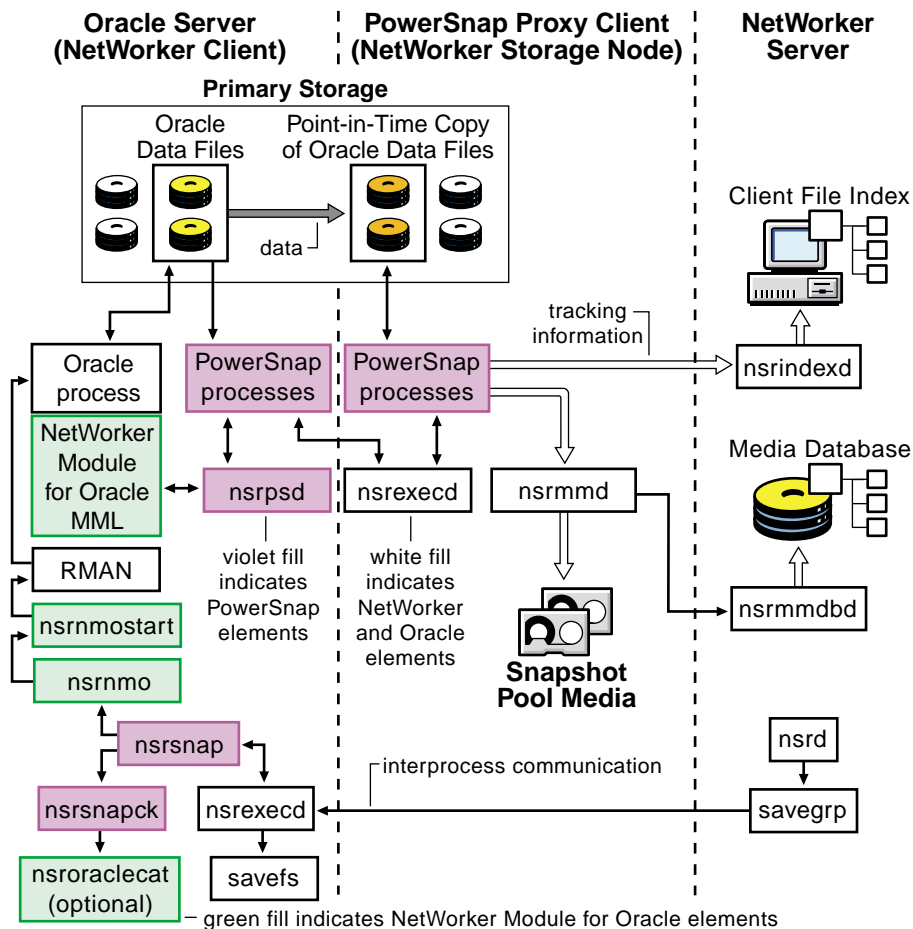 Oracle Server
(NetWorker Client)
PowerSnap Proxy Client
(NetWorker Storage Node)
NetWorker
Server
Primary Storage
Oracle
Data Files
Point-in-Time Copy
of Oracle Data Files
data
Client File Index
tracking
information
Oracle
process
PowerSnap
processes
PowerSnap
processes
nsrindexd
NetWorker
Module
for Oracle
MML
nsrpsd
nsrexecd
nsrmmd
Media Database
violet fill
indicates
PowerSnap
elements
white fill
indicates
NetWorker
and Oracle
elements
RMAN
nsrnmostart
nsrnmo
Snapshot
Pool Media
nsrmmdbd
nsrsnap
nsrd
interprocess communication
nsrsnapck
nsrexecd
savegrp
nsroraclecat
(optional)
savefs
green fill indicates NetWorker Module for Oracle elements